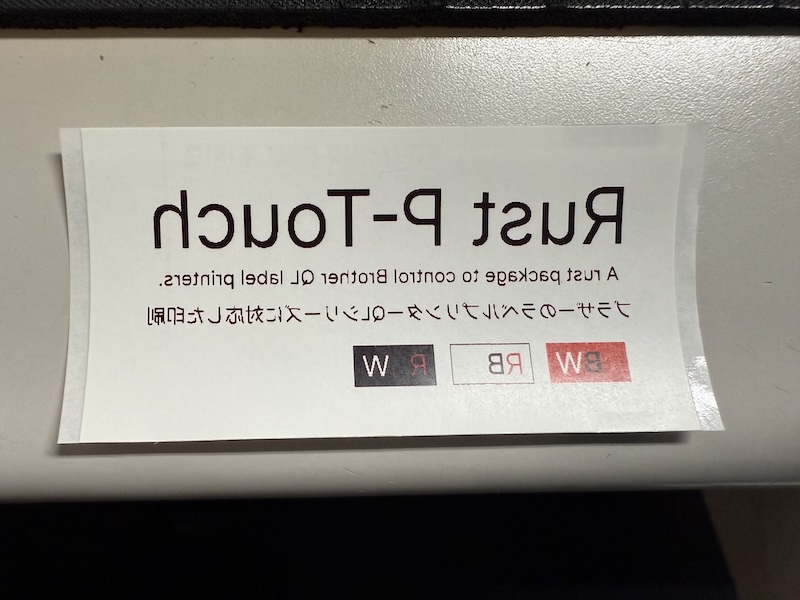 Rust P-Touch
A rust package to control Brother QL label printers.
ブラザーのラベルプリンターQLシリーズに対応した印刷
BW RB RW